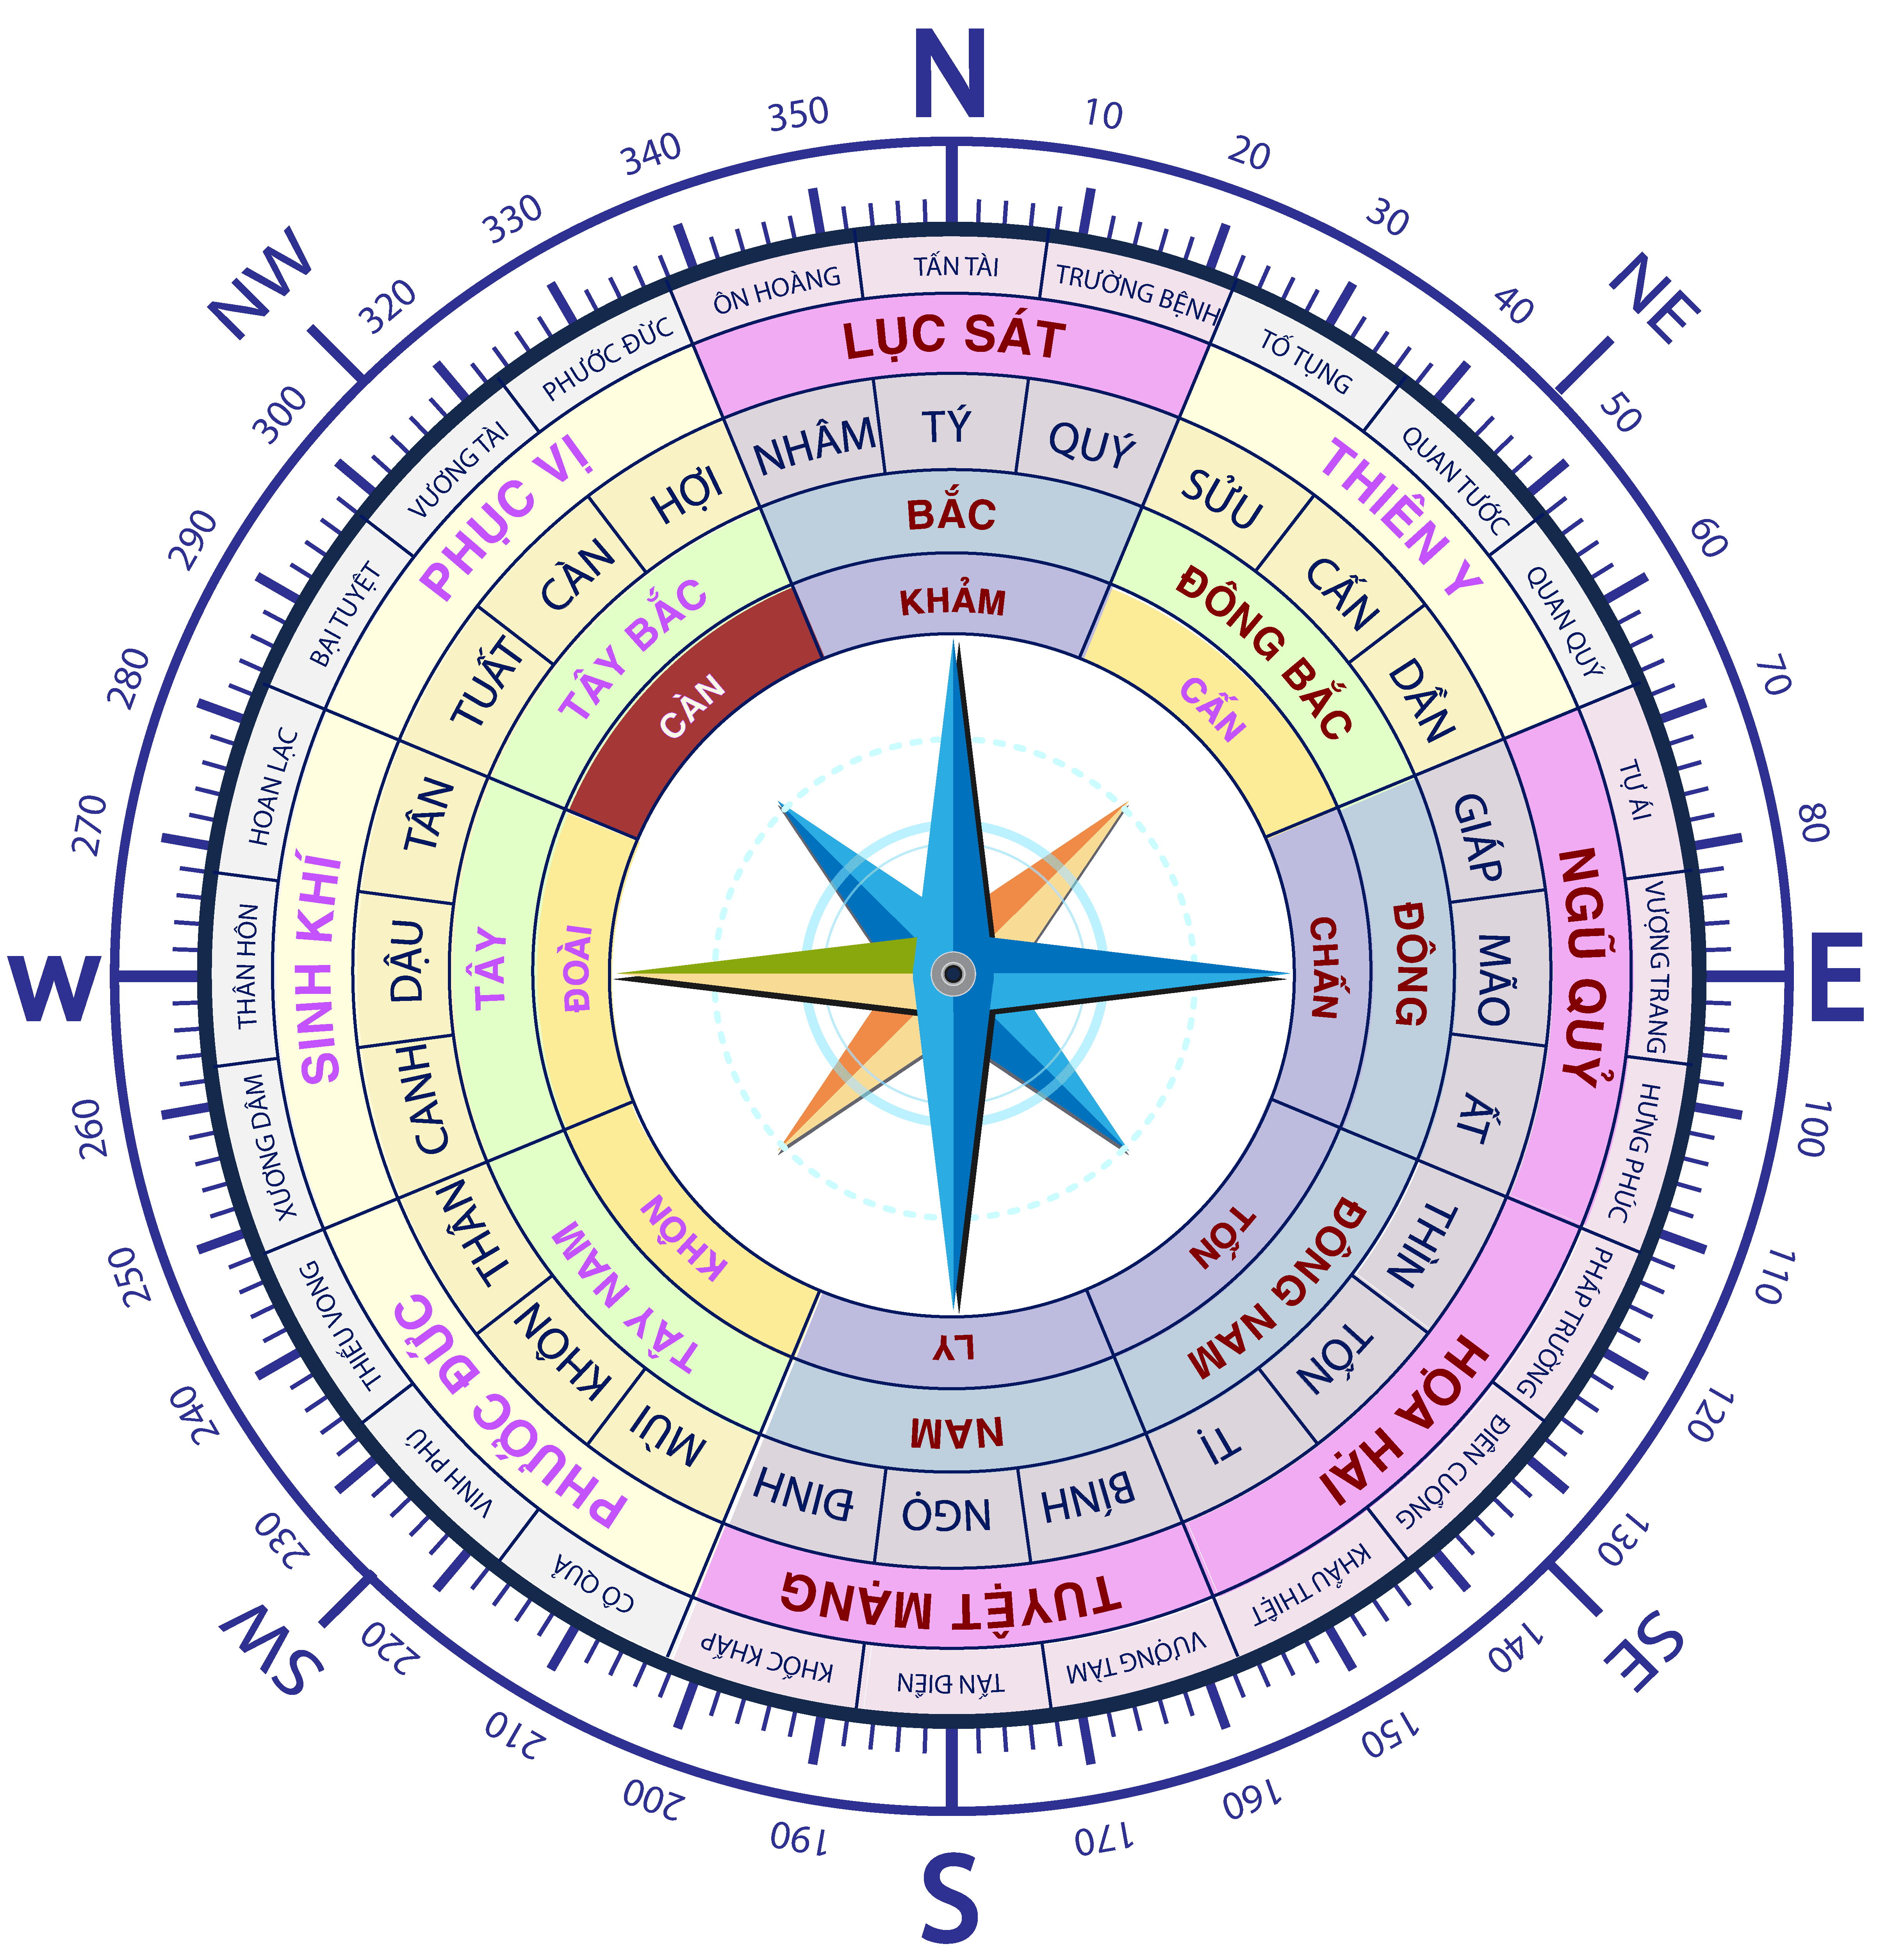 N
10
20
30
40
NE
50
60
70
80
E
100
110
120
130
SE
140
150
160
170
S
190
200
210
220
SW
230
240
250
260
W
270
280
290
300
320
NW
330
340
350
ÔN HOÀNG
TẤN TÀI
TRƯỜNG BỆNH
TỐ TỤNG
QUAN TƯỚC
QUAN QUÝ
TỰ ÁI
VƯỢNG TRANG
HƯNG PHÚC
PHÁP TRƯỜNG
ĐIÊN CUỒNG
KHẨU THIỆT
VƯỢNG TÀM
TẤN ĐIỀN
KHỐC KHẤP
CÔ QUẢ
VINH PHÚ
THIẾU VONG
XƯƠNG DÂM
THÂN HÔN
HOAN LẠC
BẠI TUYỆT
VƯƠNG TÀI
PHƯỚC ĐỨC
LỤC SÁT
THIÊN Y
NGŨ QUỶ
HỌA HẠI
TUYỆT MẠNG
PHƯỚC ĐỨC
SINH KHÍ
PHỤC VỊ
NHÂM
TÝ
QUÝ
SỬU
CẤN
DẦN
GIÁP
MÃO
ẤT
THÌN
TỐN
TỊ
BÍNH
NGỌ
ĐINH
MÙI
KHÔN
THÂN
CANH
DẬU
TÂN
TUẤT
CÀN
HỢI
BẮC
ĐÔNG BẮC
ĐÔNG
ĐÔNG NAM
NAM
TÂY NAM
TÂY
TÂY BẮC
KHẢM
CẤN
CHẤN
TỐN
LY
KHÔN
ĐOÀI
CÀN